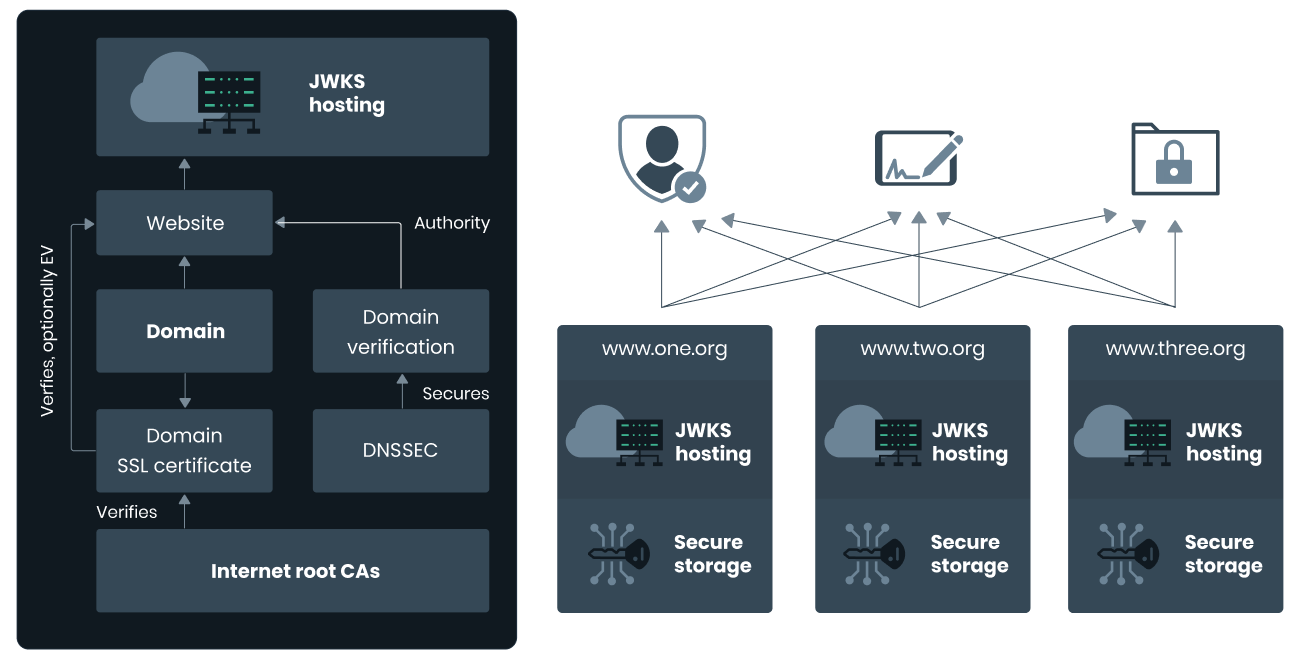 JWKS
hosting
Website
Authority
Verfies, optionally EV
Domain
Domain
verification
Secures
Domain
SSL certificate
DNSSEC
Verifies
Internet root CAs
www.one.org
JWKS
hosting
Secure
storage
www.two.org
JWKS
hosting
Secure
storage
www.three.org
JWKS
hosting
Secure
storage